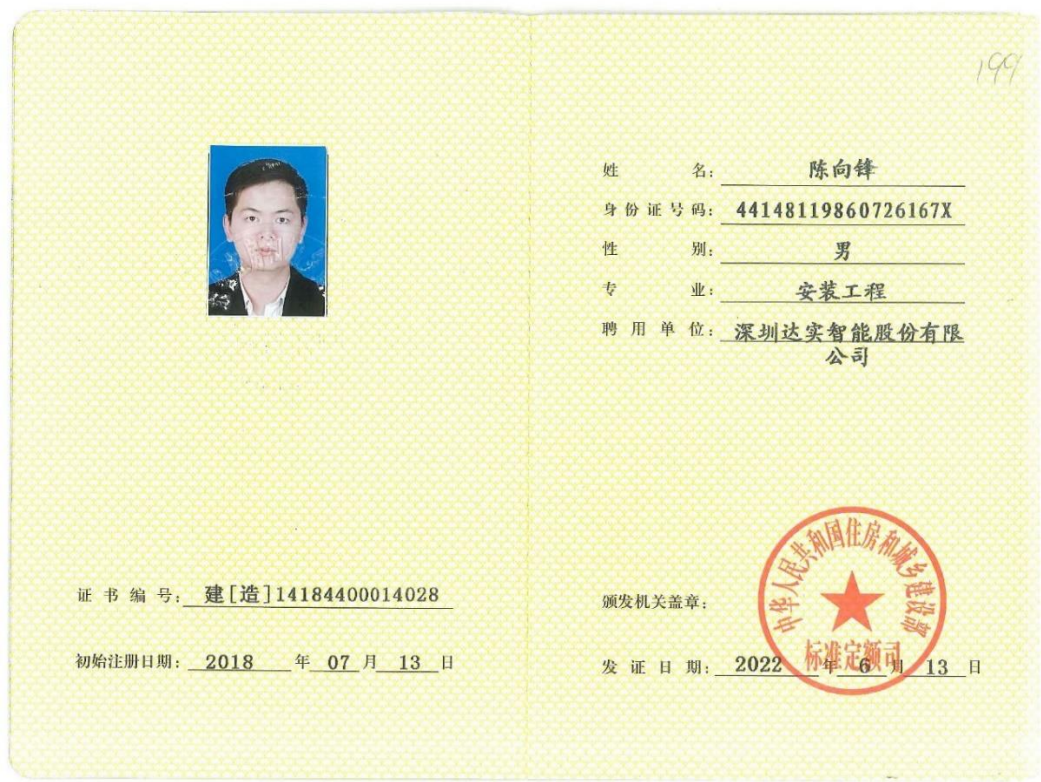 199
姓 名: 陈向锋
身份证号码: 44148119860726167X
性 别: 男
专 业: 安装工程
聘用单位: 深圳达实智能股份有限
公司
证书编号: 建[造]14184400014028
初始注册日期: 2018 年 07 月 13 日
颁发机关盖章:
中华人民共和国住房和城乡建设部
标准定额司
发证日期: 2022 年 6 月 13 日